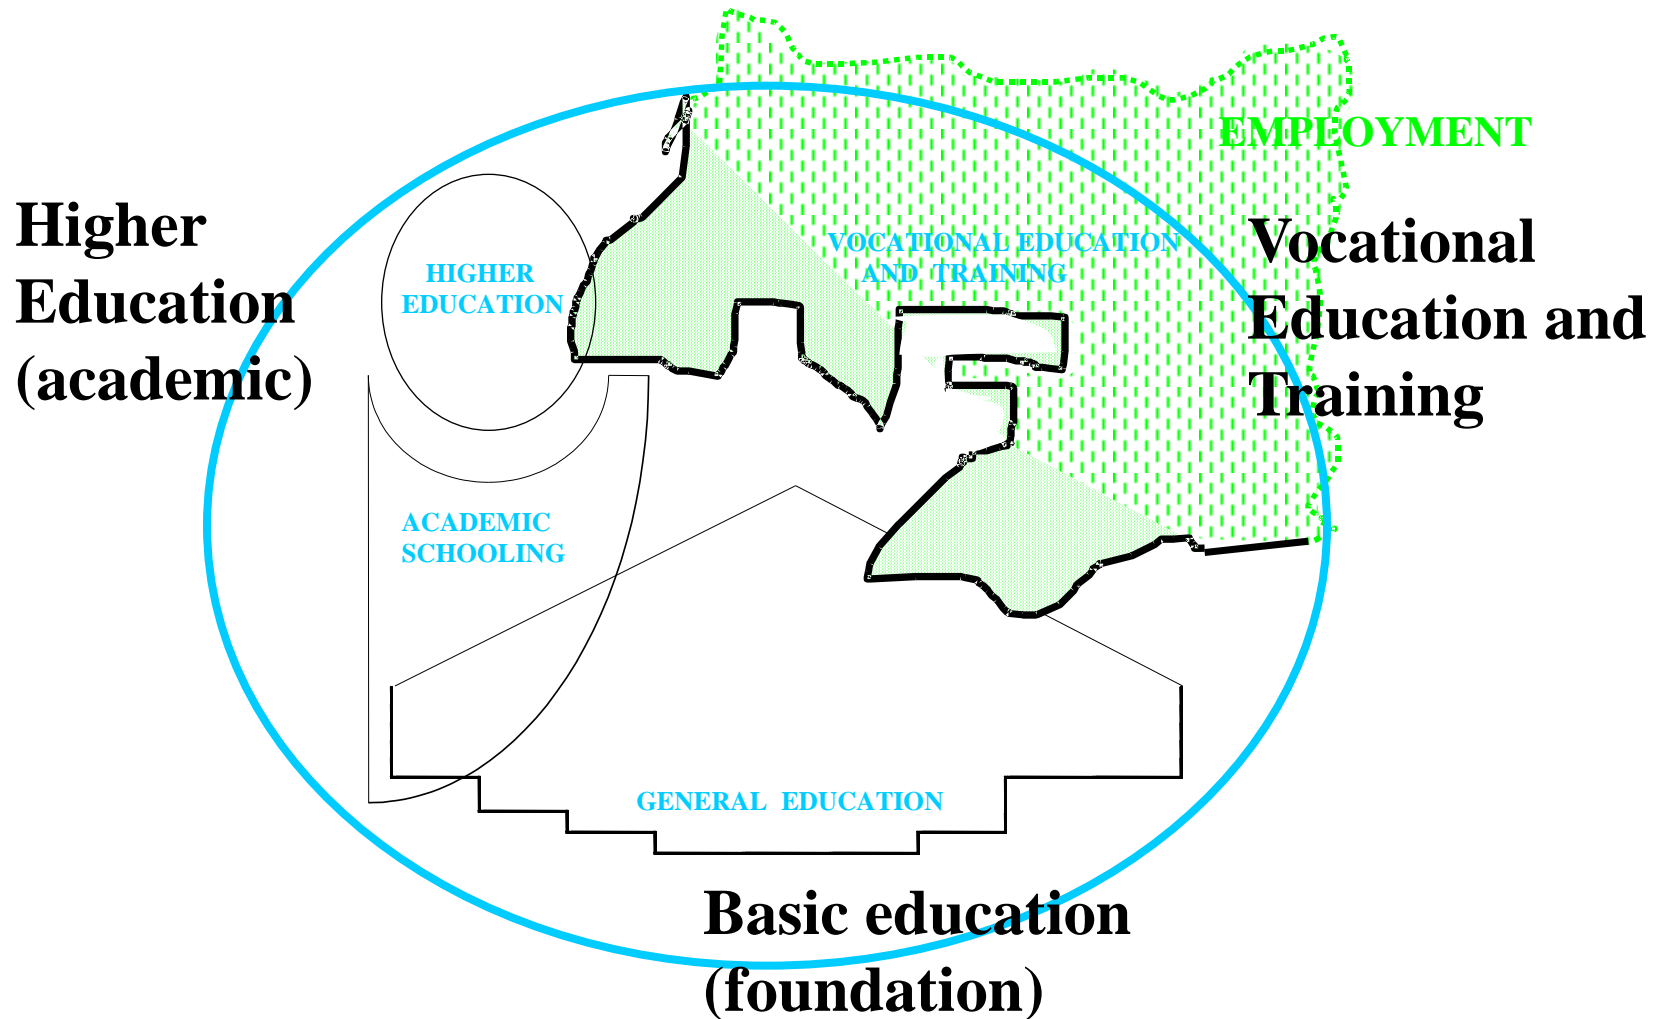 EMPLOYMENT
Higher
Education
(academic)
HIGHER
EDUCATION
VOCATIONAL EDUCATION
AND TRAINING
Vocational
Education and
Training
ACADEMIC
SCHOOLING
GENERAL EDUCATION
Basic education
(foundation)